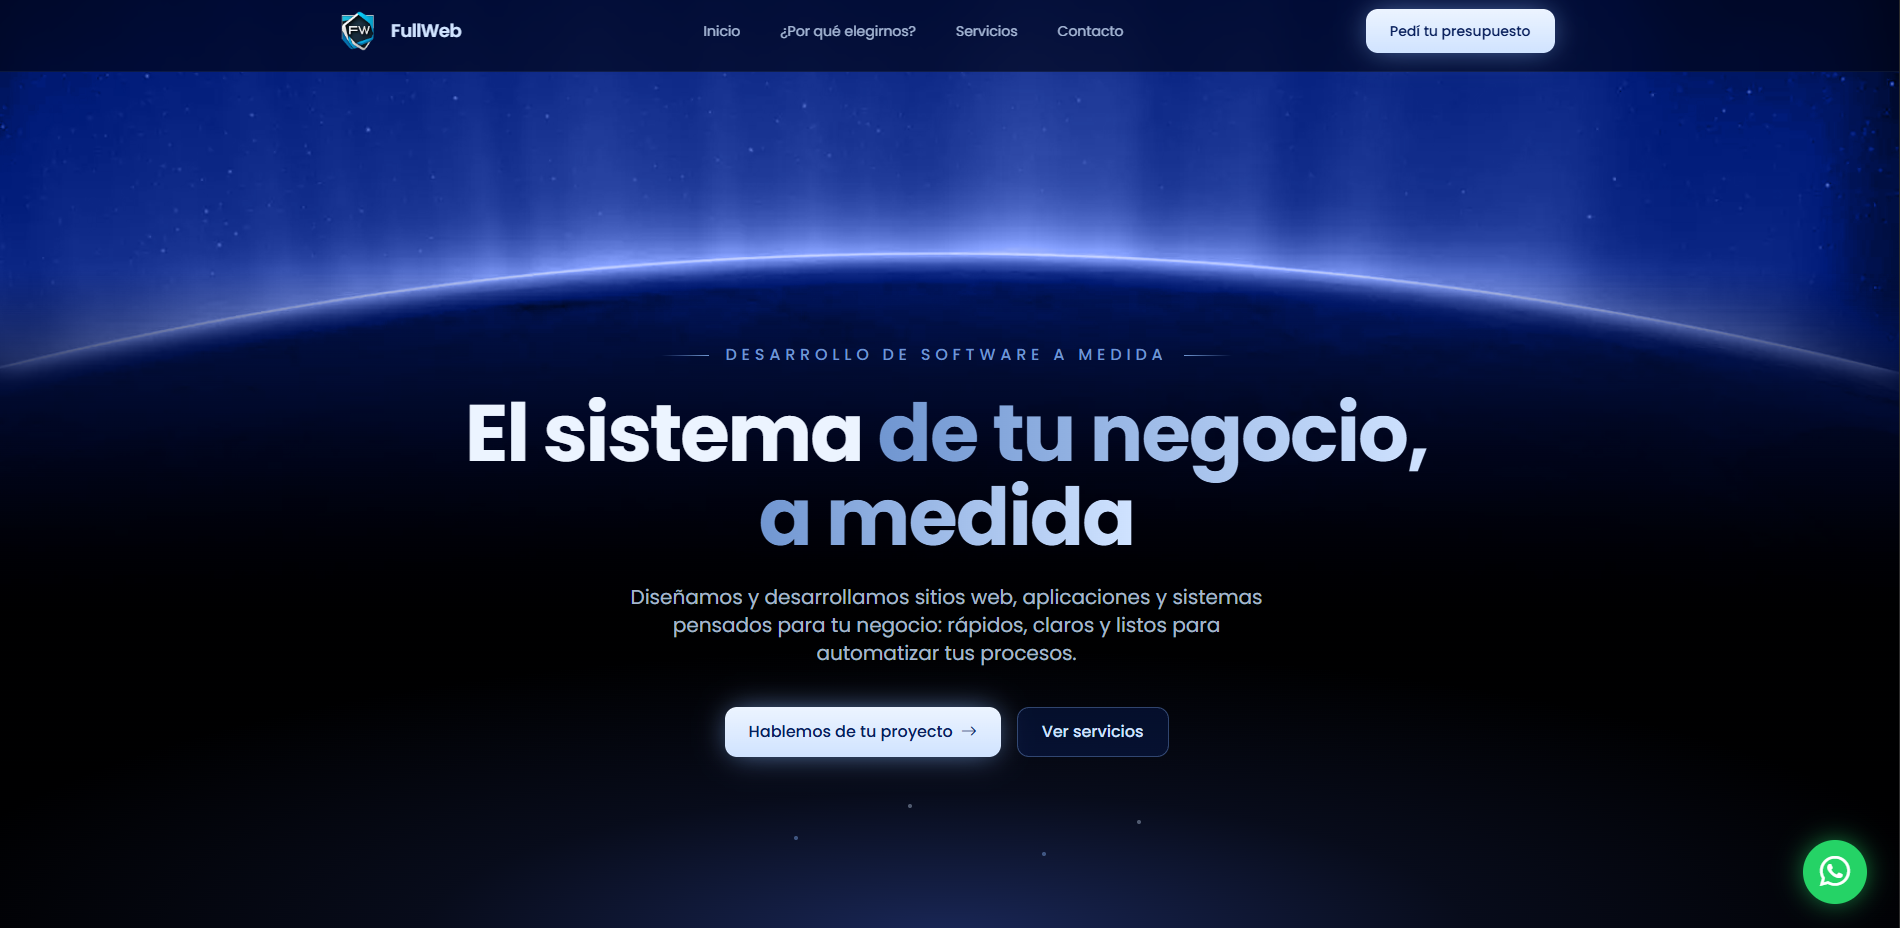 FW FullWeb
Inicio
¿Por qué elegirnos?
Servicios
Contacto
Pedí tu presupuesto
DESARROLLO DE SOFTWARE A MEDIDA
El sistema de tu negocio,
a medida
Diseñamos y desarrollamos sitios web, aplicaciones y sistemas
pensados para tu negocio: rápidos, claros y listos para
automatizar tus procesos.
Hablemos de tu proyecto →
Ver servicios